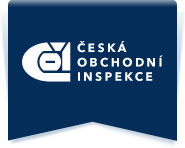 ČESKÁ
OBCHODNÍ
INSPEKCE